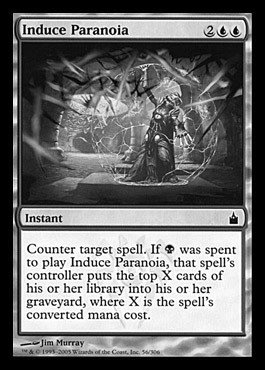 Induce Paranoia 2
Instant
Counter target spell. If was spent
to play Induce Paranoia, that spell's
controller puts the top X cards of
his or her library into his or her
graveyard, where X is the spell's
converted mana cost.
Jim Murray
™ & © 1993-2005 Wizards of the Coast, Inc. 56/306